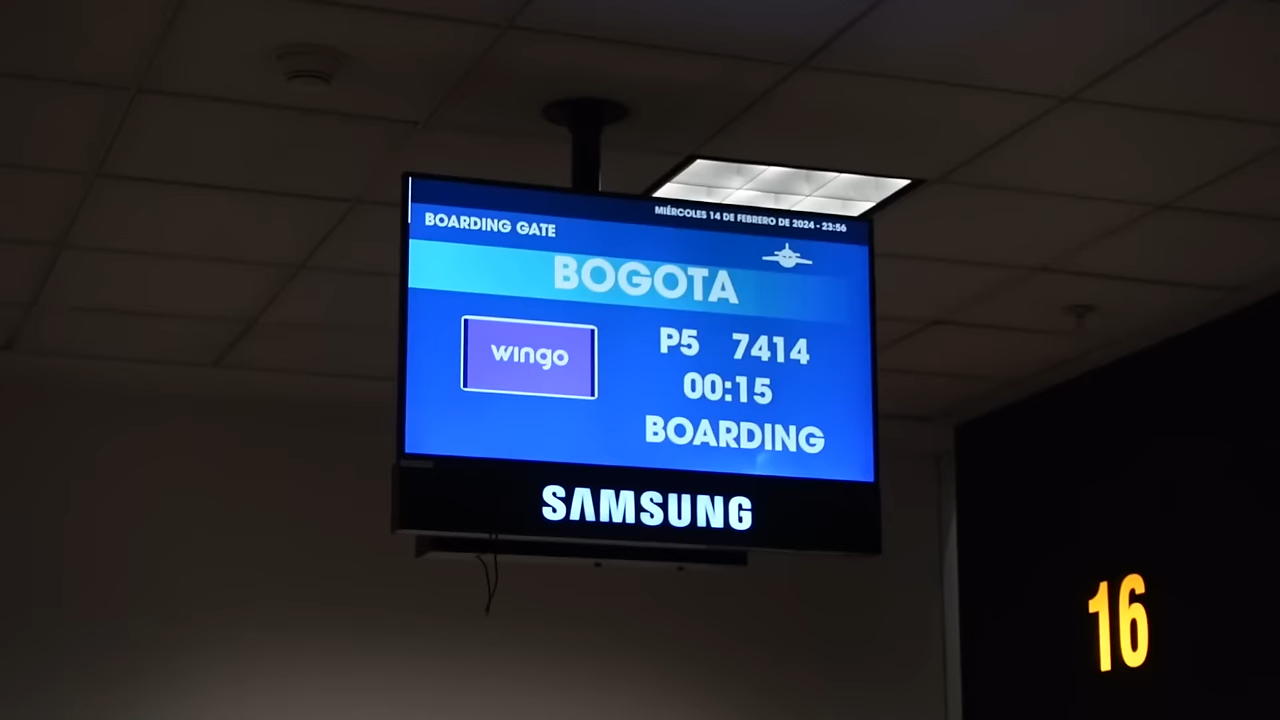 MIÉRCOLES 14 DE FEBRERO DE 2024 - 23:56
BOARDING GATE
BOGOTA
wingo
P5 7414
00:15
BOARDING
SAMSUNG
16